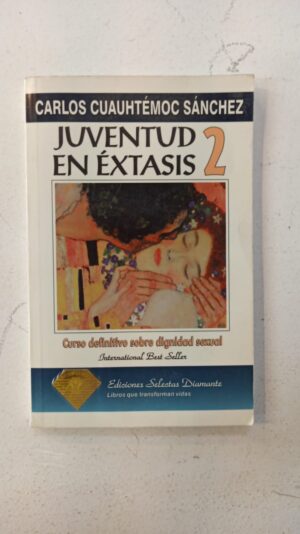 CARLOS CUAUHTÉMOC SÁNCHEZ
JUVENTUD
EN ÉXTASIS 2
Curso definitivo sobre dignidad sexual
International Best Seller
Ediciones Selectas Diamante
Libros que transforman vidas